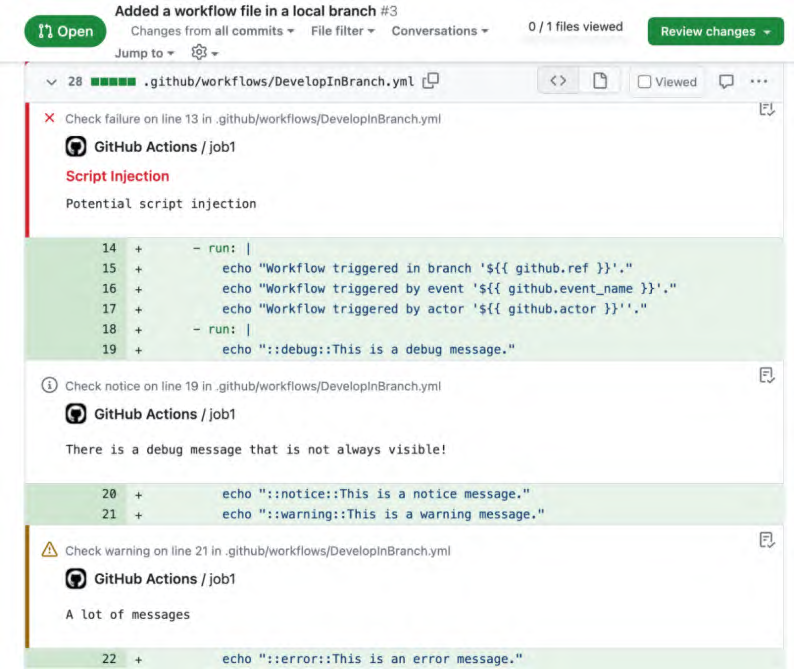 Added a workflow file in a local branch #3
Open
Changes from all commits File filter Conversations
0 / 1 files viewed
Review changes
Jump to
28 .github/workflows/DevelopInBranch.yml
<> Viewed ...
Check failure on line 13 in .github/workflows/DevelopInBranch.yml
GitHub Actions / job1
Script Injection
Potential script injection
14 + - run: |
15 + echo "Workflow triggered in branch '${{ github.ref }}'."
16 + echo "Workflow triggered by event '${{ github.event_name }}'."
17 + echo "Workflow triggered by actor '${{ github.actor }}''."
18 + - run: |
19 + echo "::debug::This is a debug message."
Check notice on line 19 in .github/workflows/DevelopInBranch.yml
GitHub Actions / job1
There is a debug message that is not always visible!
20 + echo "::notice::This is a notice message."
21 + echo "::warning::This is a warning message."
Check warning on line 21 in .github/workflows/DevelopInBranch.yml
GitHub Actions / job1
A lot of messages
22 + echo "::error::This is an error message."